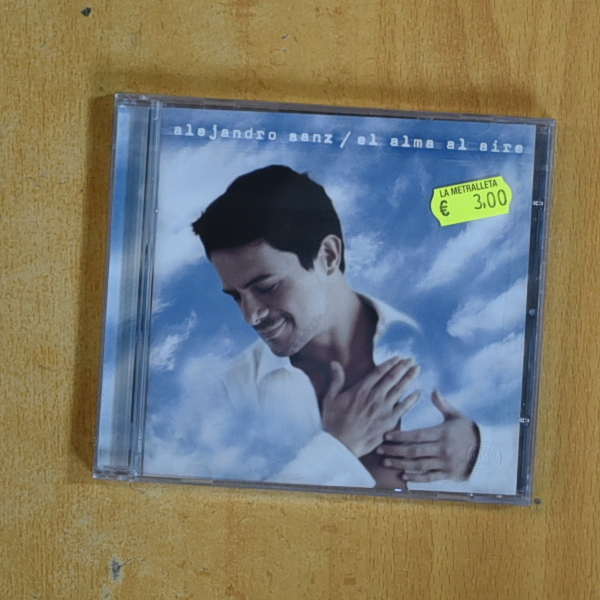 alejandro sanz / el alma al aire
LA METRALLETA
€ 3.00